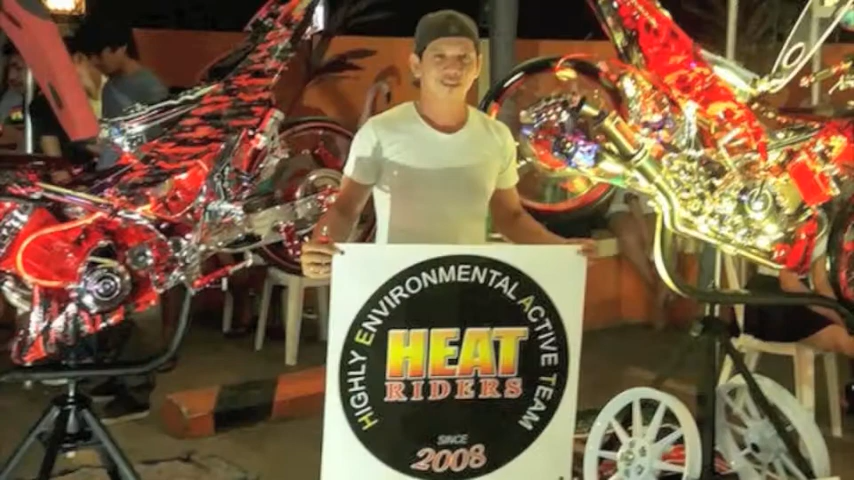 HIGHLY ENVIRONMENTAL ACTIVE TEAM
HEAT
RIDERS
SINCE
2008